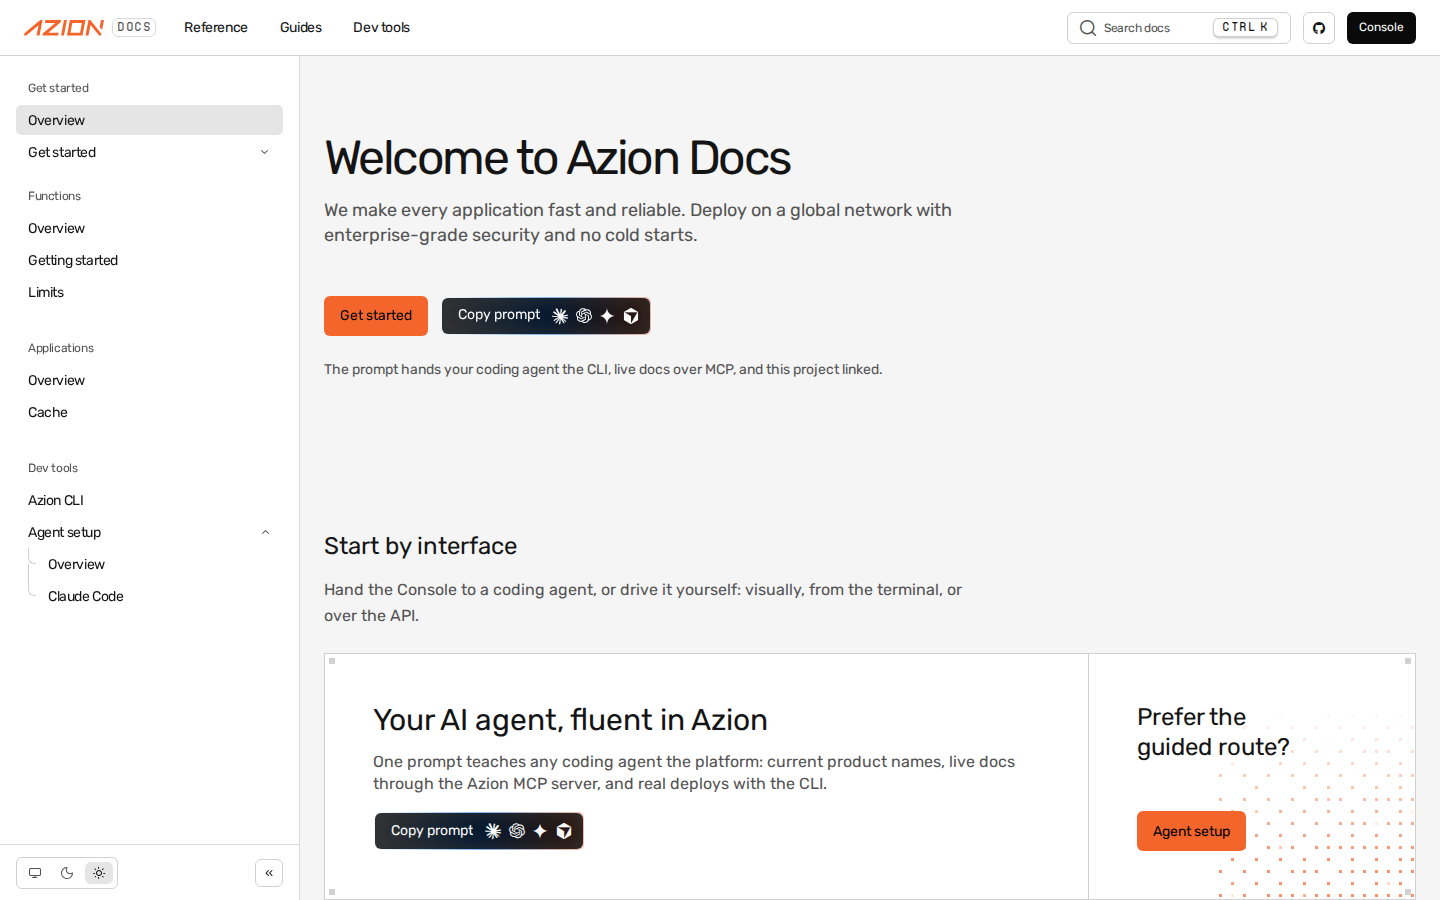 AZION DOCS Reference Guides Dev tools Search docs CTRL K Console
Get started
Overview
Get started
Functions
Overview
Getting started
Limits
Applications
Overview
Cache
Dev tools
Azion CLI
Agent setup
Overview
Claude Code
Welcome to Azion Docs
We make every application fast and reliable. Deploy on a global network with
enterprise-grade security and no cold starts.
Get started Copy prompt
The prompt hands your coding agent the CLI, live docs over MCP, and this project linked.
Start by interface
Hand the Console to a coding agent, or drive it yourself: visually, from the terminal, or
over the API.
Your AI agent, fluent in Azion
One prompt teaches any coding agent the platform: current product names, live docs
through the Azion MCP server, and real deploys with the CLI.
Copy prompt
Prefer the
guided route?
Agent setup